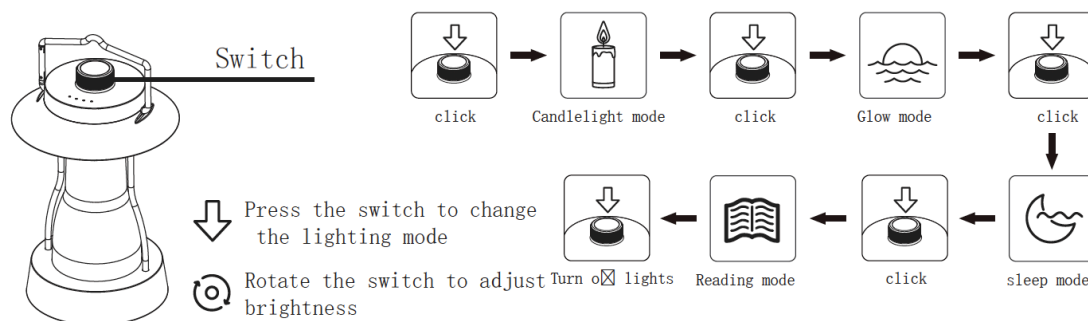 Switch
click
Candlelight mode
click
Glow mode
click
Press the switch to change
the lighting mode
Rotate the switch to adjust
brightness
Turn o☒ lights
Reading mode
click
sleep mode